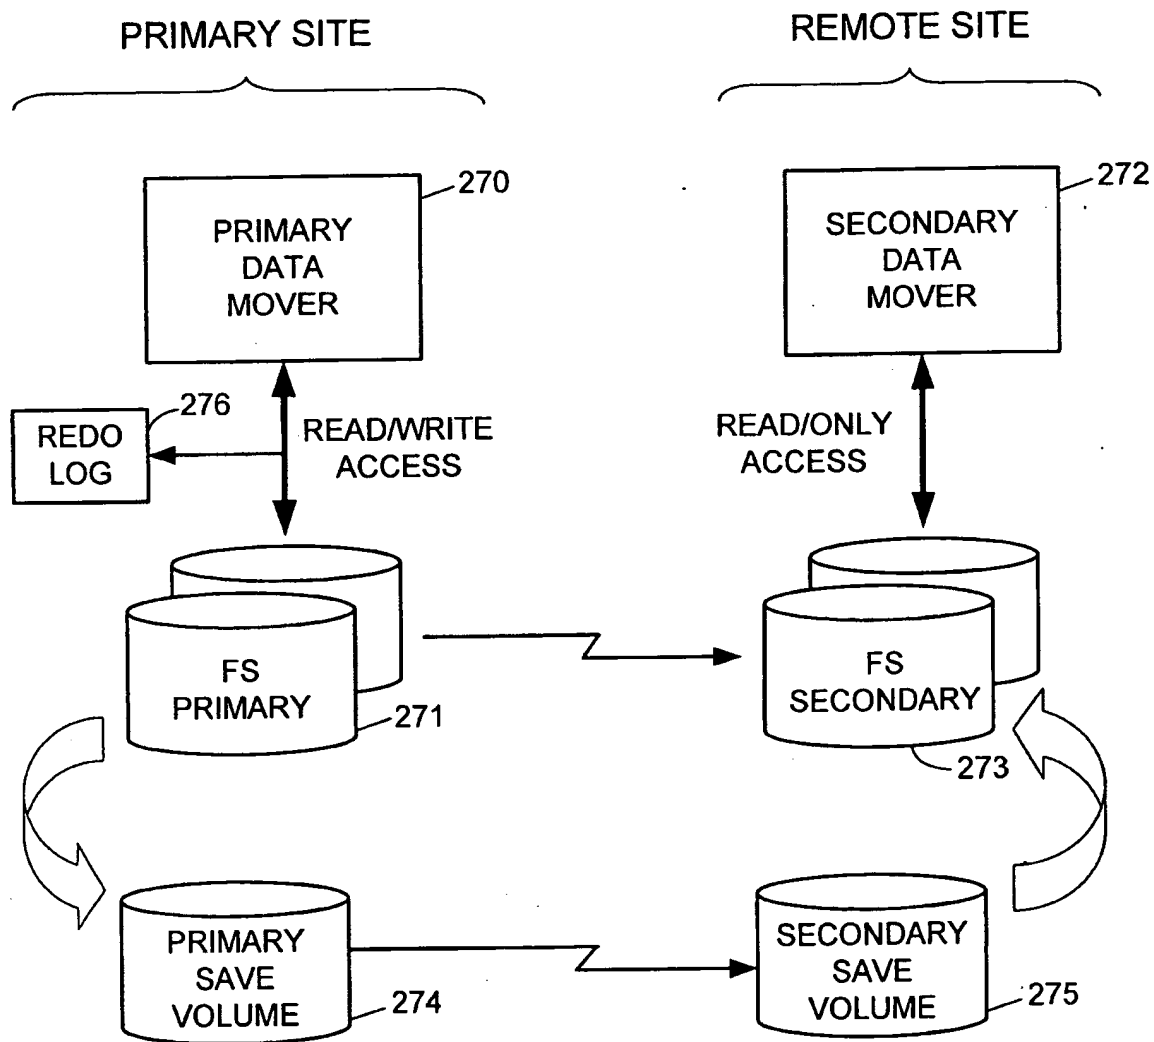 PRIMARY SITE
REMOTE SITE
270
PRIMARY
DATA
MOVER
272
SECONDARY
DATA
MOVER
276
REDO
LOG
READ/WRITE
ACCESS
READ/ONLY
ACCESS
FS
PRIMARY
271
FS
SECONDARY
273
PRIMARY
SAVE
VOLUME
274
SECONDARY
SAVE
VOLUME
275